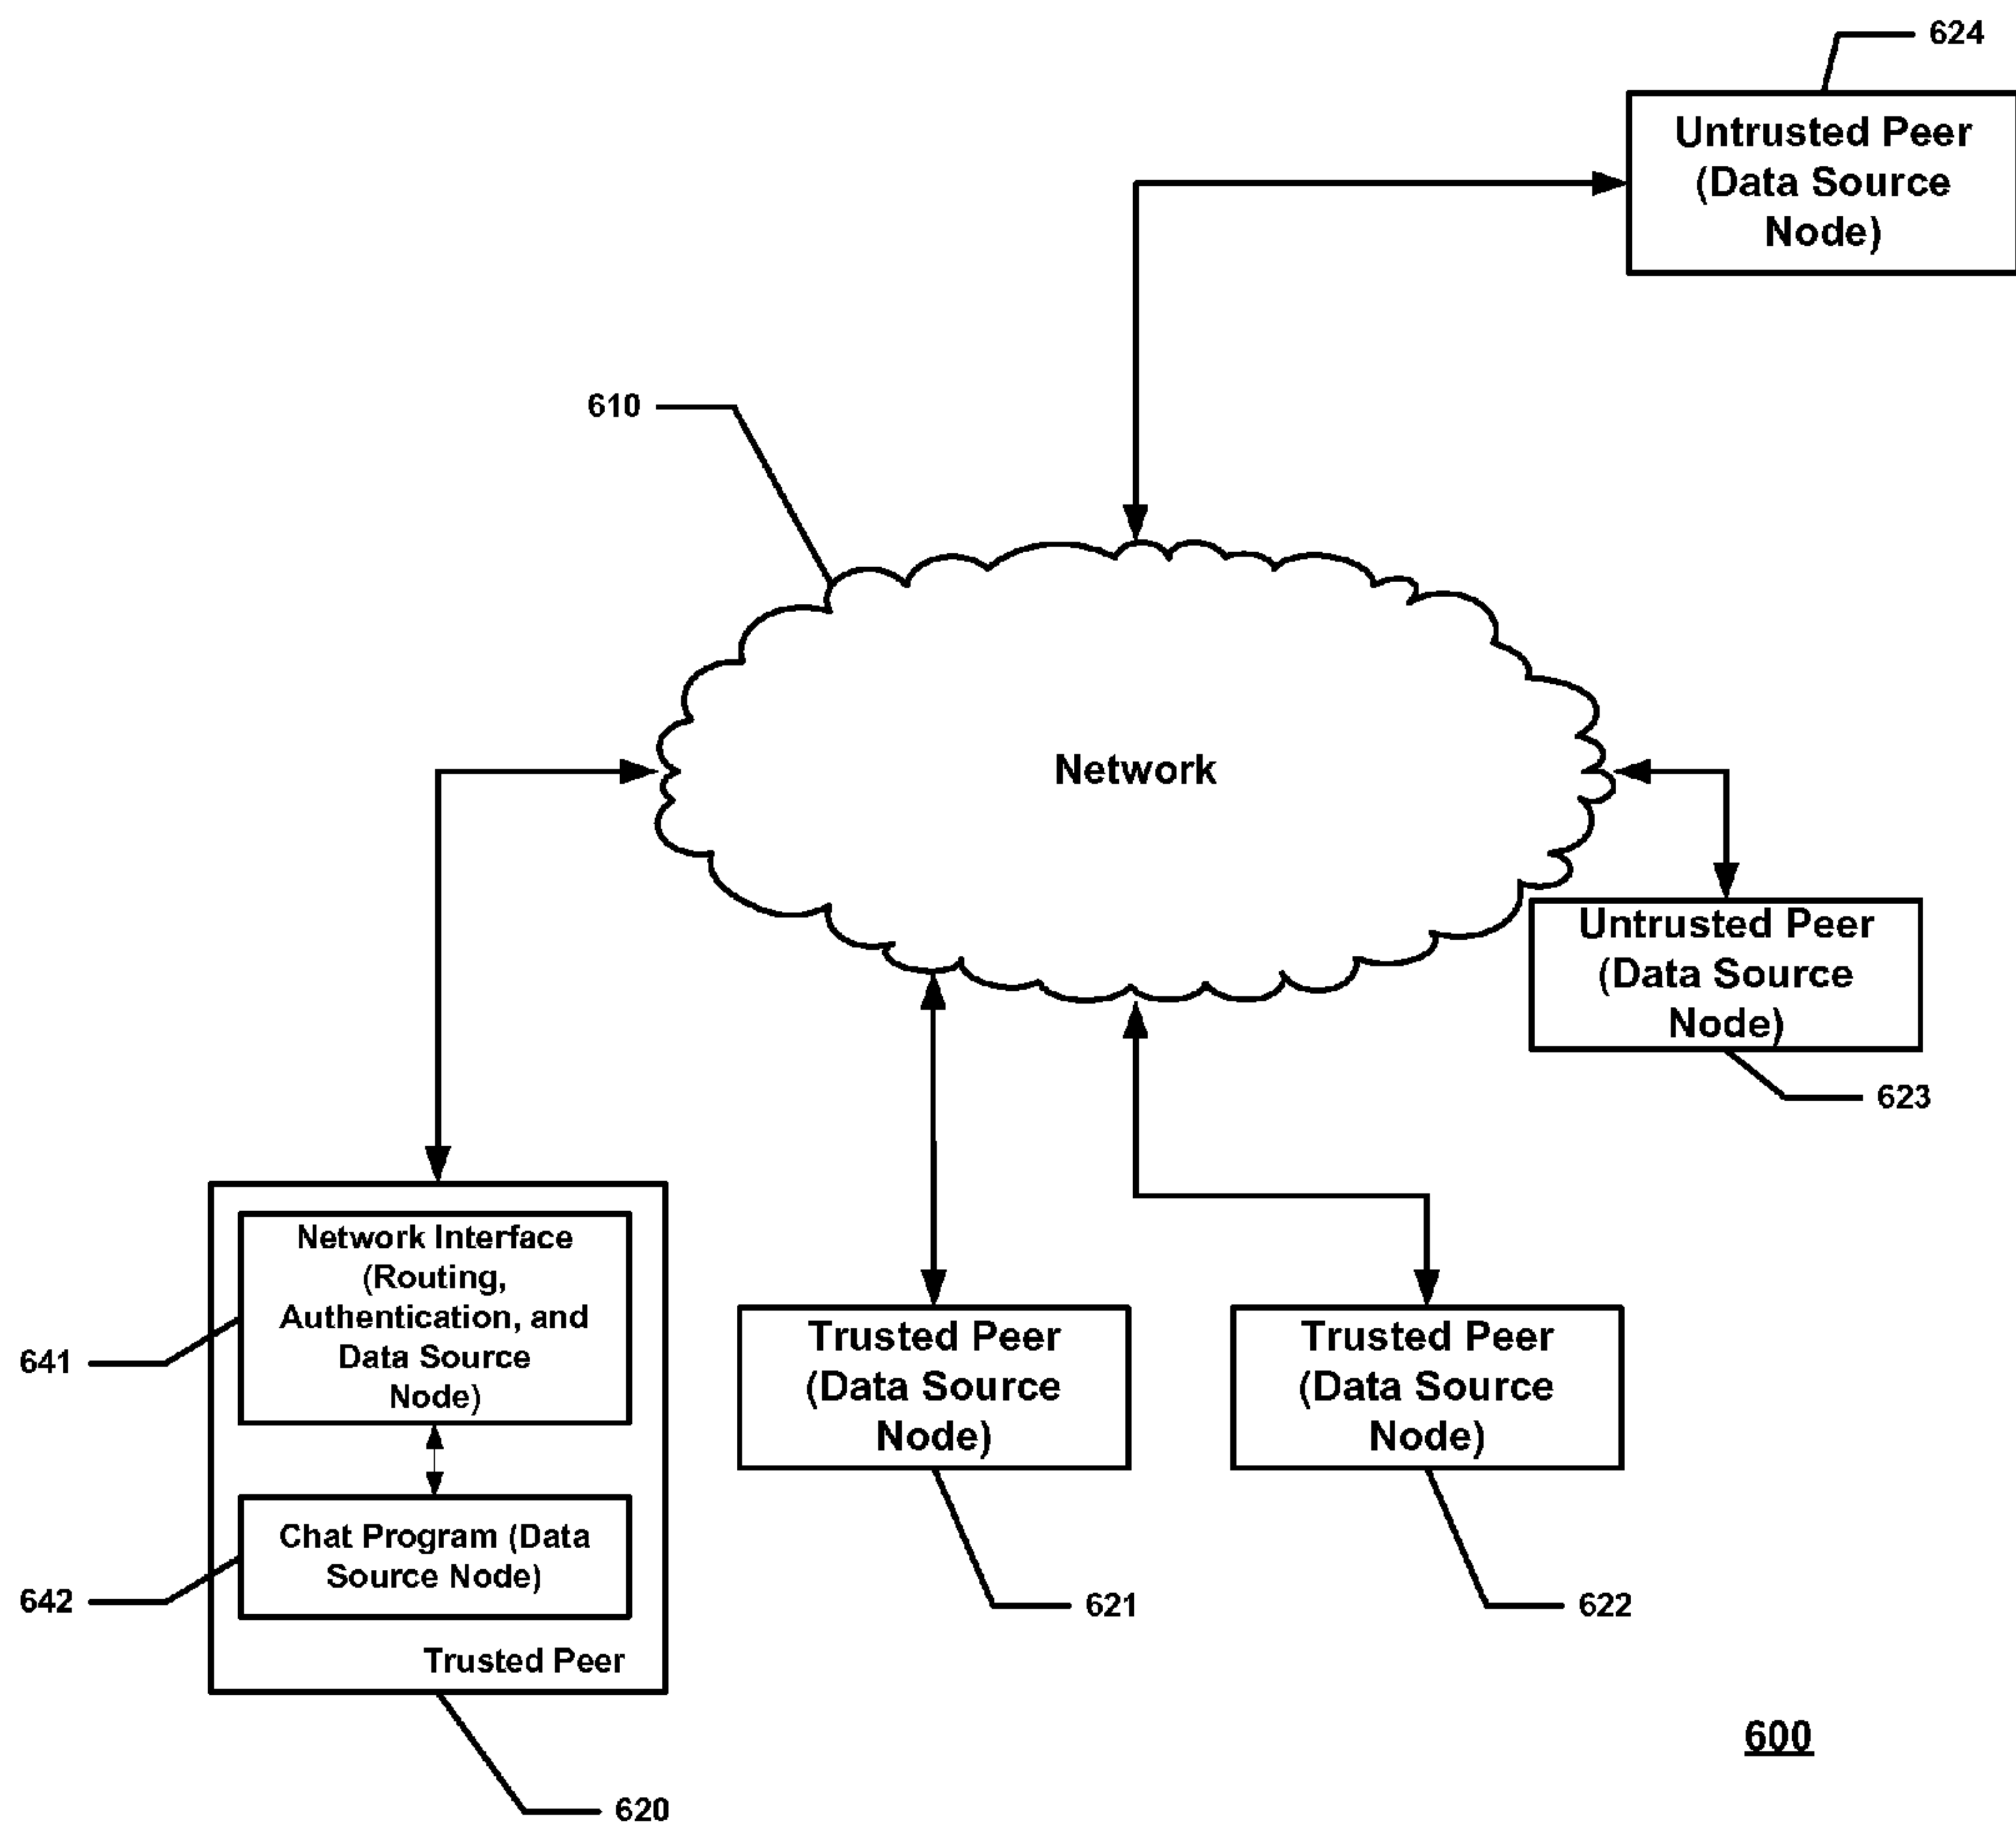 624
Untrusted Peer
(Data Source
Node)
610
Network
Untrusted Peer
(Data Source
Node)
623
Network Interface
(Routing,
Authentication, and
Data Source
Node)
641
Chat Program (Data
Source Node)
642
Trusted Peer
620
Trusted Peer
(Data Source
Node)
621
Trusted Peer
(Data Source
Node)
622
600